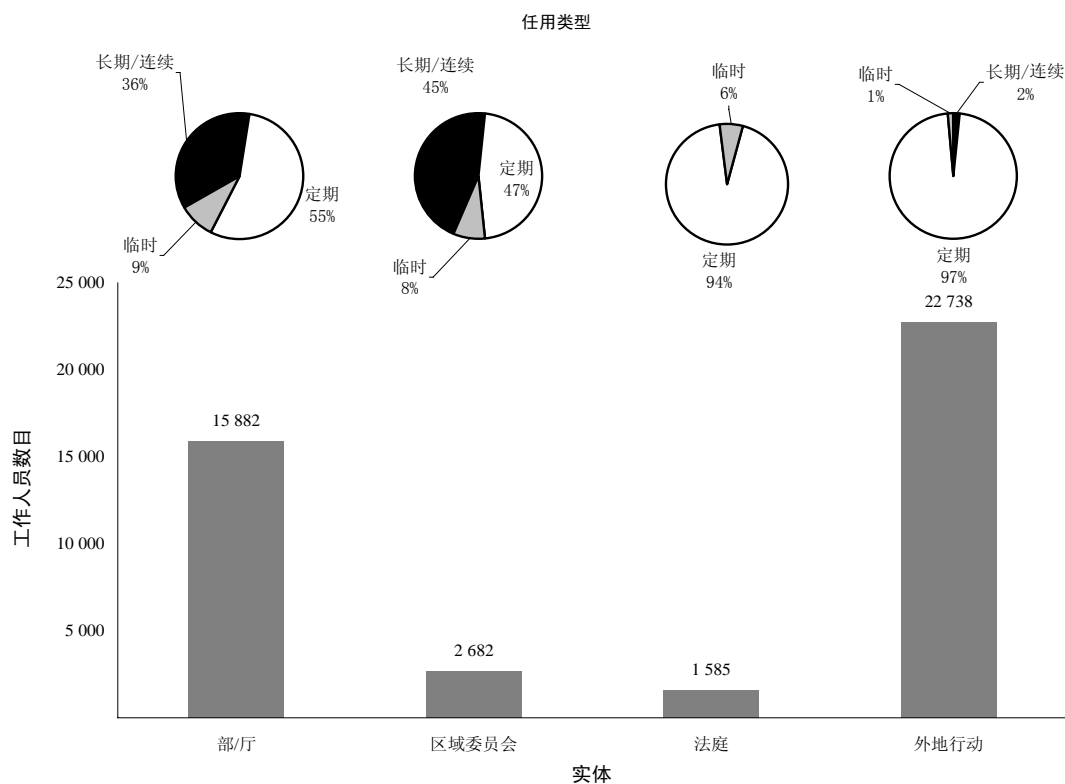 任用类型
长期/连续
36%
定期
55%
临时
9%
长期/连续
45%
定期
47%
临时
8%
临时
6%
定期
94%
临时
1%
长期/连续
2%
定期
97%
工作人员数目
25 000
20 000
15 000
10 000
5 000
15 882
2 682
1 585
22 738
部/厅
区域委员会
法庭
外地行动
实体